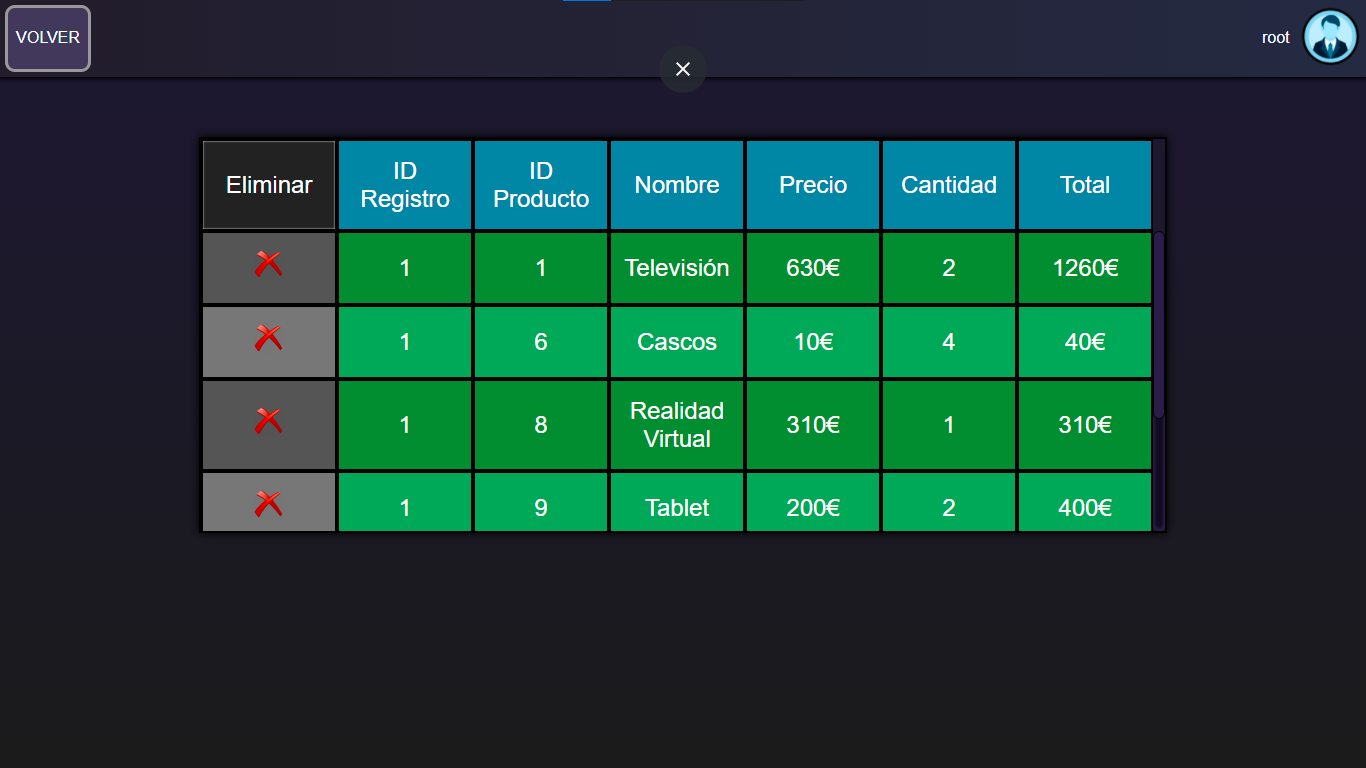 VOLVER
root
Eliminar ID Registro ID Producto Nombre Precio Cantidad Total
1 1 Televisión 630€ 2 1260€
1 6 Cascos 10€ 4 40€
1 8 Realidad Virtual 310€ 1 310€
1 9 Tablet 200€ 2 400€